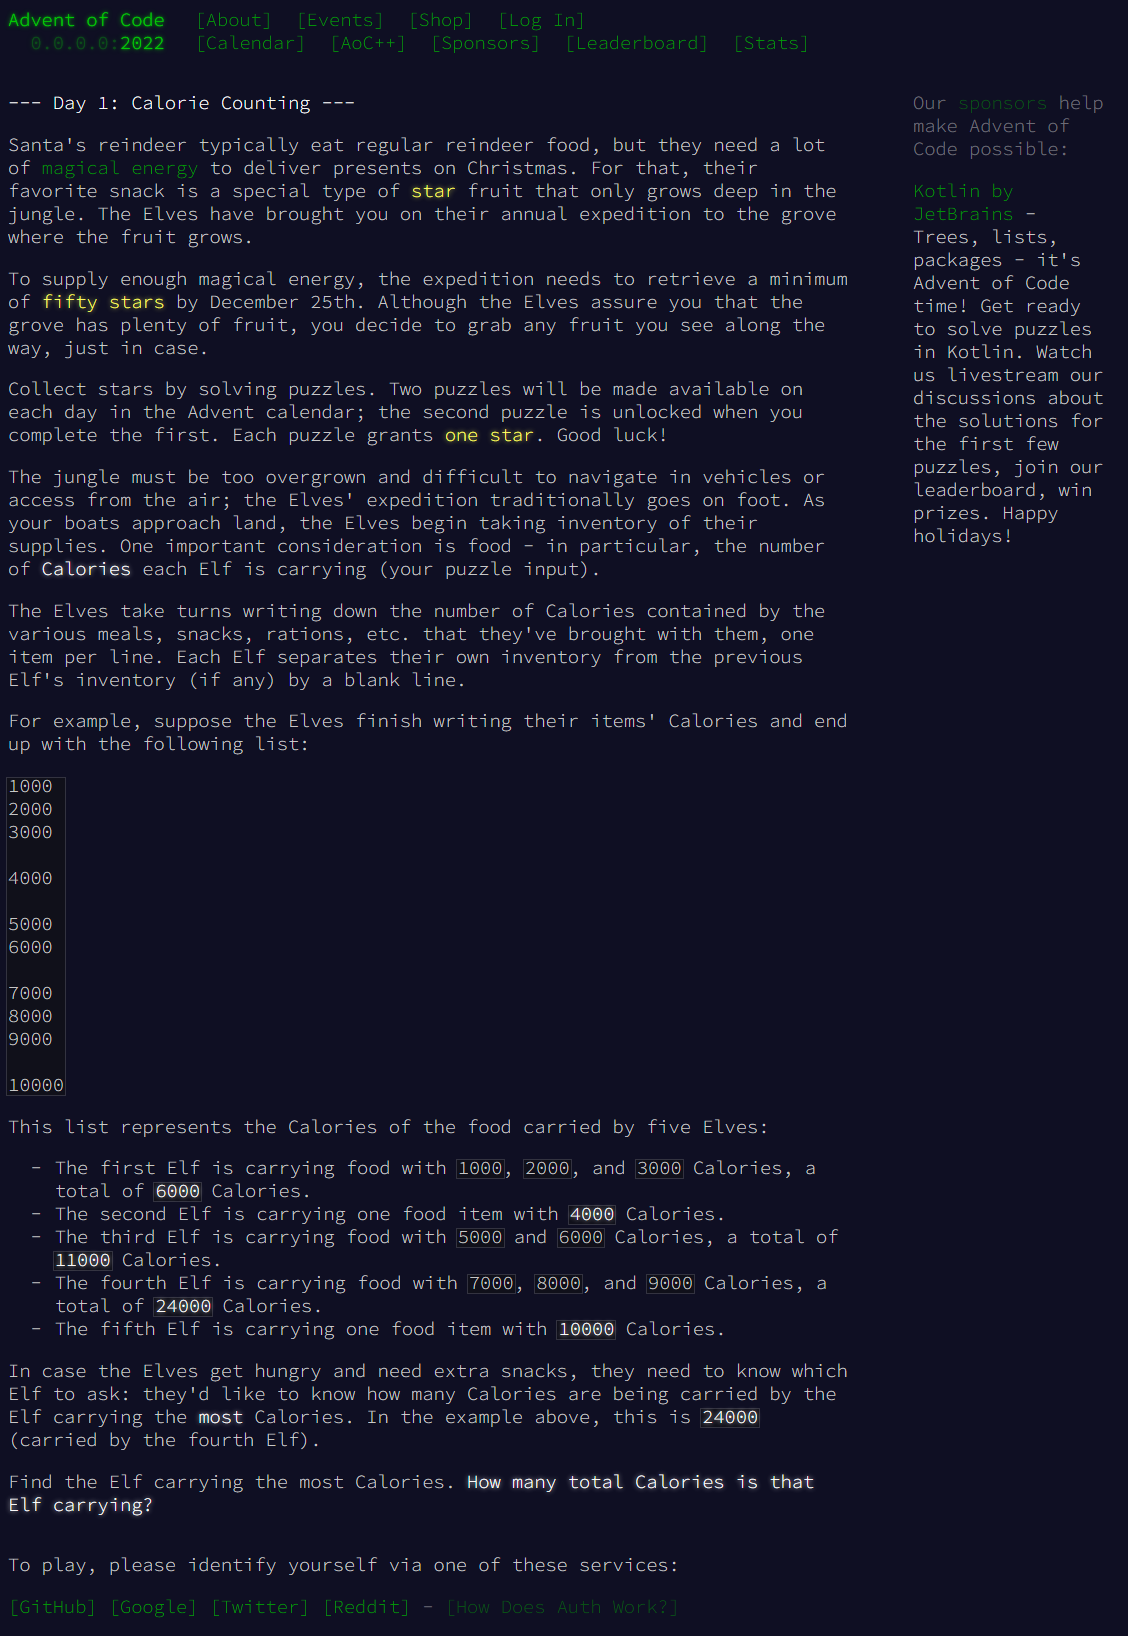 Advent of Code [About] [Events] [Shop] [Log In]
0.0.0.0:2022 [Calendar] [AoC++] [Sponsors] [Leaderboard] [Stats]
--- Day 1: Calorie Counting ---
Santa's reindeer typically eat regular reindeer food, but they need a lot
of magical energy to deliver presents on Christmas. For that, their
favorite snack is a special type of star fruit that only grows deep in the
jungle. The Elves have brought you on their annual expedition to the grove
where the fruit grows.
To supply enough magical energy, the expedition needs to retrieve a minimum
of fifty stars by December 25th. Although the Elves assure you that the
grove has plenty of fruit, you decide to grab any fruit you see along the
way, just in case.
Collect stars by solving puzzles. Two puzzles will be made available on
each day in the Advent calendar; the second puzzle is unlocked when you
complete the first. Each puzzle grants one star. Good luck!
The jungle must be too overgrown and difficult to navigate in vehicles or
access from the air; the Elves' expedition traditionally goes on foot. As
your boats approach land, the Elves begin taking inventory of their
supplies. One important consideration is food - in particular, the number
of Calories each Elf is carrying (your puzzle input).
The Elves take turns writing down the number of Calories contained by the
various meals, snacks, rations, etc. that they've brought with them, one
item per line. Each Elf separates their own inventory from the previous
Elf's inventory (if any) by a blank line.
For example, suppose the Elves finish writing their items' Calories and end
up with the following list:
1000
2000
3000
4000
5000
6000
7000
8000
9000
10000
This list represents the Calories of the food carried by five Elves:
- The first Elf is carrying food with 1000, 2000, and 3000 Calories, a
total of 6000 Calories.
- The second Elf is carrying one food item with 4000 Calories.
- The third Elf is carrying food with 5000 and 6000 Calories, a total of
11000 Calories.
- The fourth Elf is carrying food with 7000, 8000, and 9000 Calories, a
total of 24000 Calories.
- The fifth Elf is carrying one food item with 10000 Calories.
In case the Elves get hungry and need extra snacks, they need to know which
Elf to ask: they'd like to know how many Calories are being carried by the
Elf carrying the most Calories. In the example above, this is 24000
(carried by the fourth Elf).
Find the Elf carrying the most Calories. How many total Calories is that
Elf carrying?
To play, please identify yourself via one of these services:
[GitHub] [Google] [Twitter] [Reddit] - [How Does Auth Work?]
Our sponsors help
make Advent of
Code possible:
Kotlin by
JetBrains -
Trees, lists,
packages - it's
Advent of Code
time! Get ready
to solve puzzles
in Kotlin. Watch
us livestream our
discussions about
the solutions for
the first few
puzzles, join our
leaderboard, win
prizes. Happy
holidays!